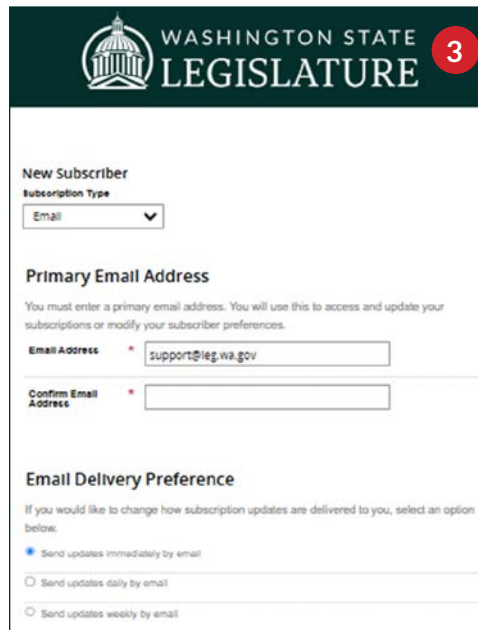 WASHINGTON STATE
LEGISLATURE
3
New Subscriber
Subscription Type
Email
Primary Email Address
You must enter a primary email address. You will use this to access and update your
subscriptions or modify your subscriber preferences.
Email Address * support@leg.wa.gov
Confirm Email *
Address
Email Delivery Preference
If you would like to change how subscription updates are delivered to you, select an option
below.
Send updates immediately by email
Send updates daily by email
Send updates weekly by email